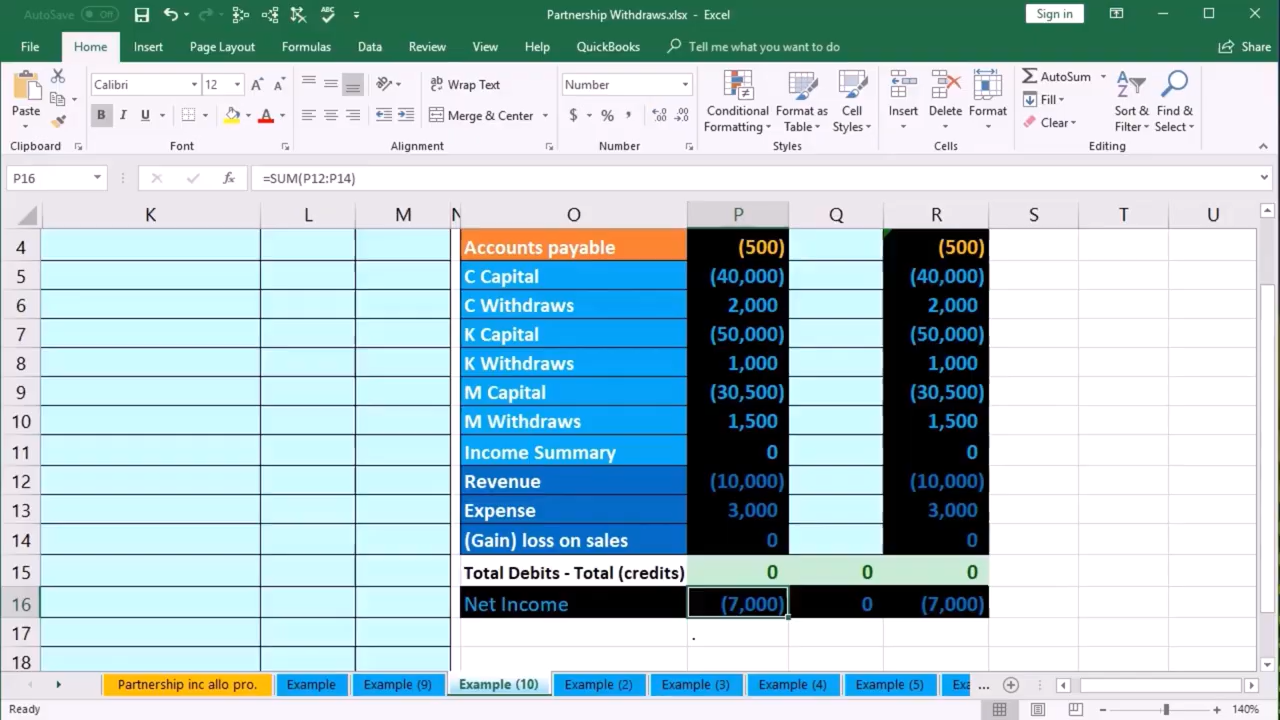 AutoSave Off Partnership Withdraws.xlsx - Excel Sign in
File Home Insert Page Layout Formulas Data Review View Help QuickBooks Tell me what you want to do Share
Calibri 12 Wrap Text Number AutoSum
Paste Conditional Format as Cell Insert Delete Format Fill Sort & Find &
B I U A Merge & Center $ % Formatting Table Styles Clear Filter Select
Clipboard Font Alignment Number Styles Cells Editing
P16 fx =SUM(P12:P14)
K L M N O P Q R S T U
4 Accounts payable (500) (500)
5 C Capital (40,000) (40,000)
6 C Withdraws 2,000 2,000
7 K Capital (50,000) (50,000)
8 K Withdraws 1,000 1,000
9 M Capital (30,500) (30,500)
10 M Withdraws 1,500 1,500
11 Income Summary 0 0
12 Revenue (10,000) (10,000)
13 Expense 3,000 3,000
14 (Gain) loss on sales 0 0
15 Total Debits - Total (credits) 0 0 0
16 Net Income (7,000) 0 (7,000)
17 .
18
Partnership inc allo pro. Example Example (9) Example (10) Example (2) Example (3) Example (4) Example (5) Exa ...
Ready 140%